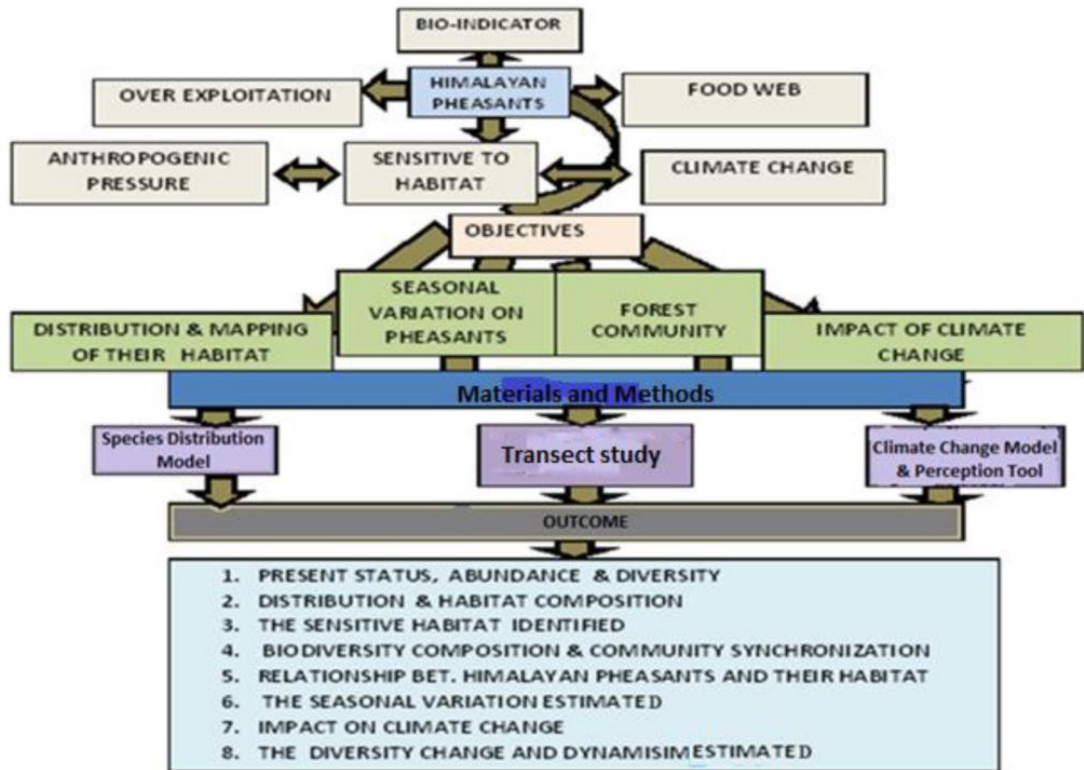 BIO-INDICATOR
HIMALAYAN
PHEASANTS
OVER EXPLOITATION
FOOD WEB
ANTHROPOGENIC
PRESSURE
SENSITIVE TO
HABITAT
CLIMATE CHANGE
OBJECTIVES
DISTRIBUTION & MAPPING
OF THEIR HABITAT
SEASONAL
VARIATION ON
PHEASANTS
FOREST
COMMUNITY
IMPACT OF CLIMATE
CHANGE
Materials and Methods
Species Distribution
Model
Transect study
Climate Change Model
& Perception Tool
OUTCOME
1. PRESENT STATUS, ABUNDANCE & DIVERSITY
2. DISTRIBUTION & HABITAT COMPOSITION
3. THE SENSITIVE HABITAT IDENTIFIED
4. BIODIVERSITY COMPOSITION & COMMUNITY SYNCHRONIZATION
5. RELATIONSHIP BET. HIMALAYAN PHEASANTS AND THEIR HABITAT
6. THE SEASONAL VARIATION ESTIMATED
7. IMPACT ON CLIMATE CHANGE
8. THE DIVERSITY CHANGE AND DYNAMISIM ESTIMATED